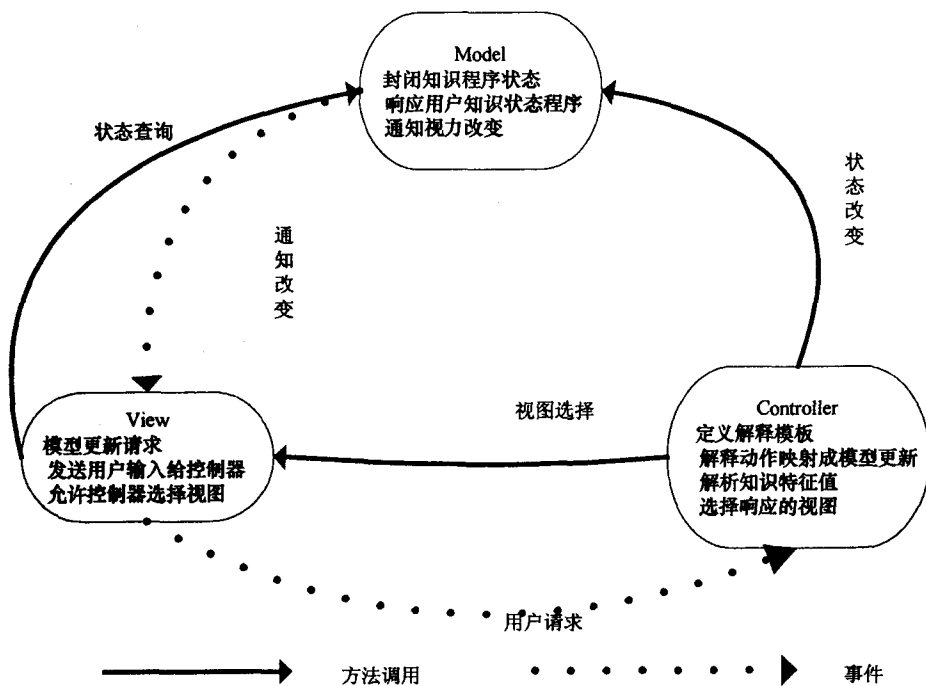 Model
封闭知识程序状态
响应用户知识状态程序
通知视力改变
状态查询
状态改变
通知改变
View
模型更新请求
发送用户输入给控制器
允许控制器选择视图
视图选择
Controller
定义解释模板
解释动作映射成模型更新
解析知识特征值
选择响应的视图
用户请求
方法调用
事件